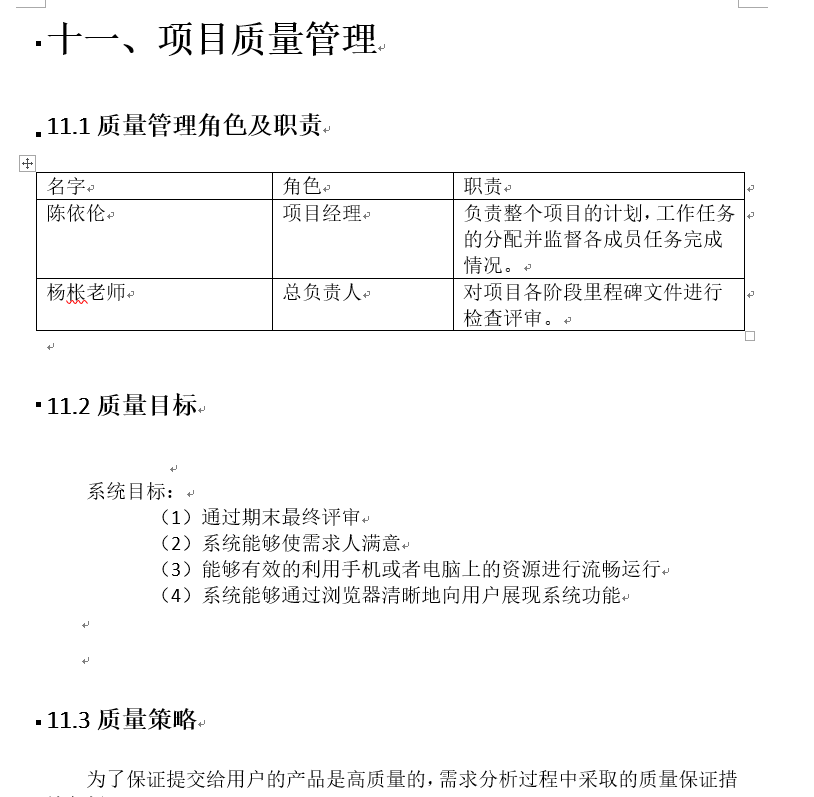 十一、项目质量管理
11.1 质量管理角色及职责
名字 角色 职责
陈依伦 项目经理 负责整个项目的计划，工作任务
的分配并监督各成员任务完成
情况。
杨枨老师 总负责人 对项目各阶段里程碑文件进行
检查评审。
11.2 质量目标
系统目标：
（1）通过期末最终评审
（2）系统能够使需求人满意
（3）能够有效的利用手机或者电脑上的资源进行流畅运行
（4）系统能够通过浏览器清晰地向用户展现系统功能
11.3 质量策略
为了保证提交给用户的产品是高质量的，需求分析过程中采取的质量保证措